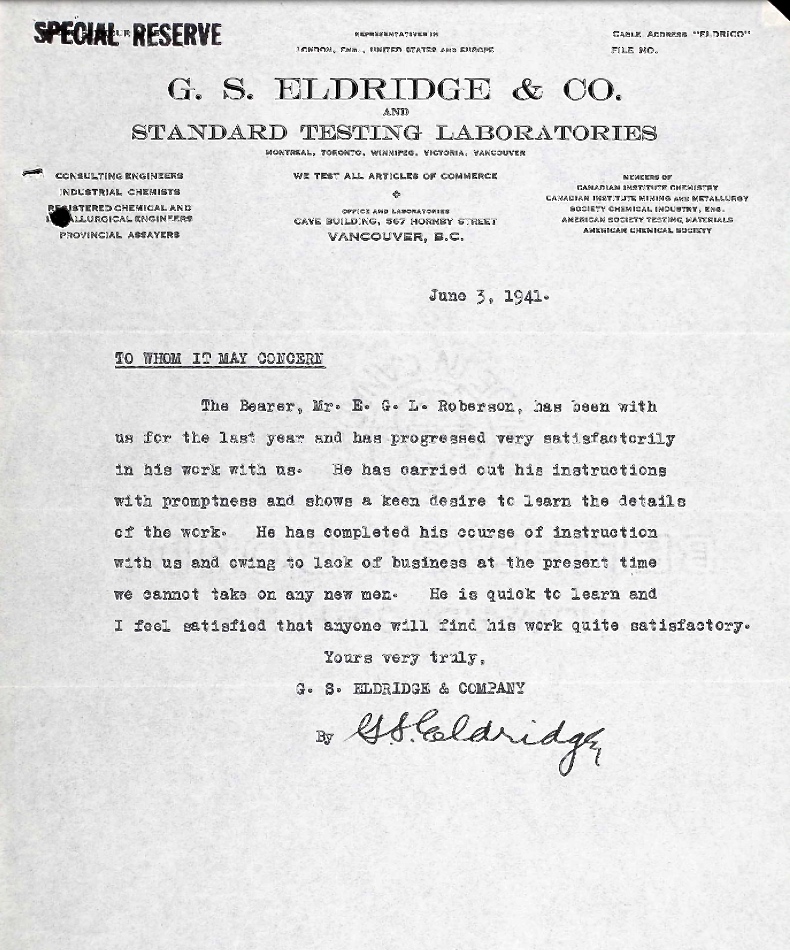 SPECIAL RESERVE
REPRESENTATIVES IN
LONDON, ENG., UNITED STATES AND EUROPE
CABLE ADDRESS "ELDRICO"
FILE NO.
G. S. ELDRIDGE & CO.
AND
STANDARD TESTING LABORATORIES
MONTREAL, TORONTO, WINNIPEG, VICTORIA, VANCOUVER
CONSULTING ENGINEERS
INDUSTRIAL CHEMISTS
REGISTERED CHEMICAL AND
METALLURGICAL ENGINEERS
PROVINCIAL ASSAYERS
WE TEST ALL ARTICLES OF COMMERCE
OFFICE AND LABORATORIES
CAVE BUILDING, 567 HORNBY STREET
VANCOUVER, B.C.
MEMBERS OF
CANADIAN INSTITUTE CHEMISTRY
CANADIAN INSTITUTE MINING AND METALLURGY
SOCIETY CHEMICAL INDUSTRY, ENG.
AMERICAN SOCIETY TESTING MATERIALS
AMERICAN CHEMICAL SOCIETY
June 3, 1941.
TO WHOM IT MAY CONCERN
The Bearer, Mr. E. G. L. Roberson, has been with
us for the last year and has progressed very satisfactorily
in his work with us. He has carried out his instructions
with promptness and shows a keen desire to learn the details
of the work. He has completed his course of instruction
with us and owing to lack of business at the present time
we cannot take on any new men. He is quick to learn and
I feel satisfied that anyone will find his work quite satisfactory.
Yours very truly,
G. S. ELDRIDGE & COMPANY
By G.S. Eldridge